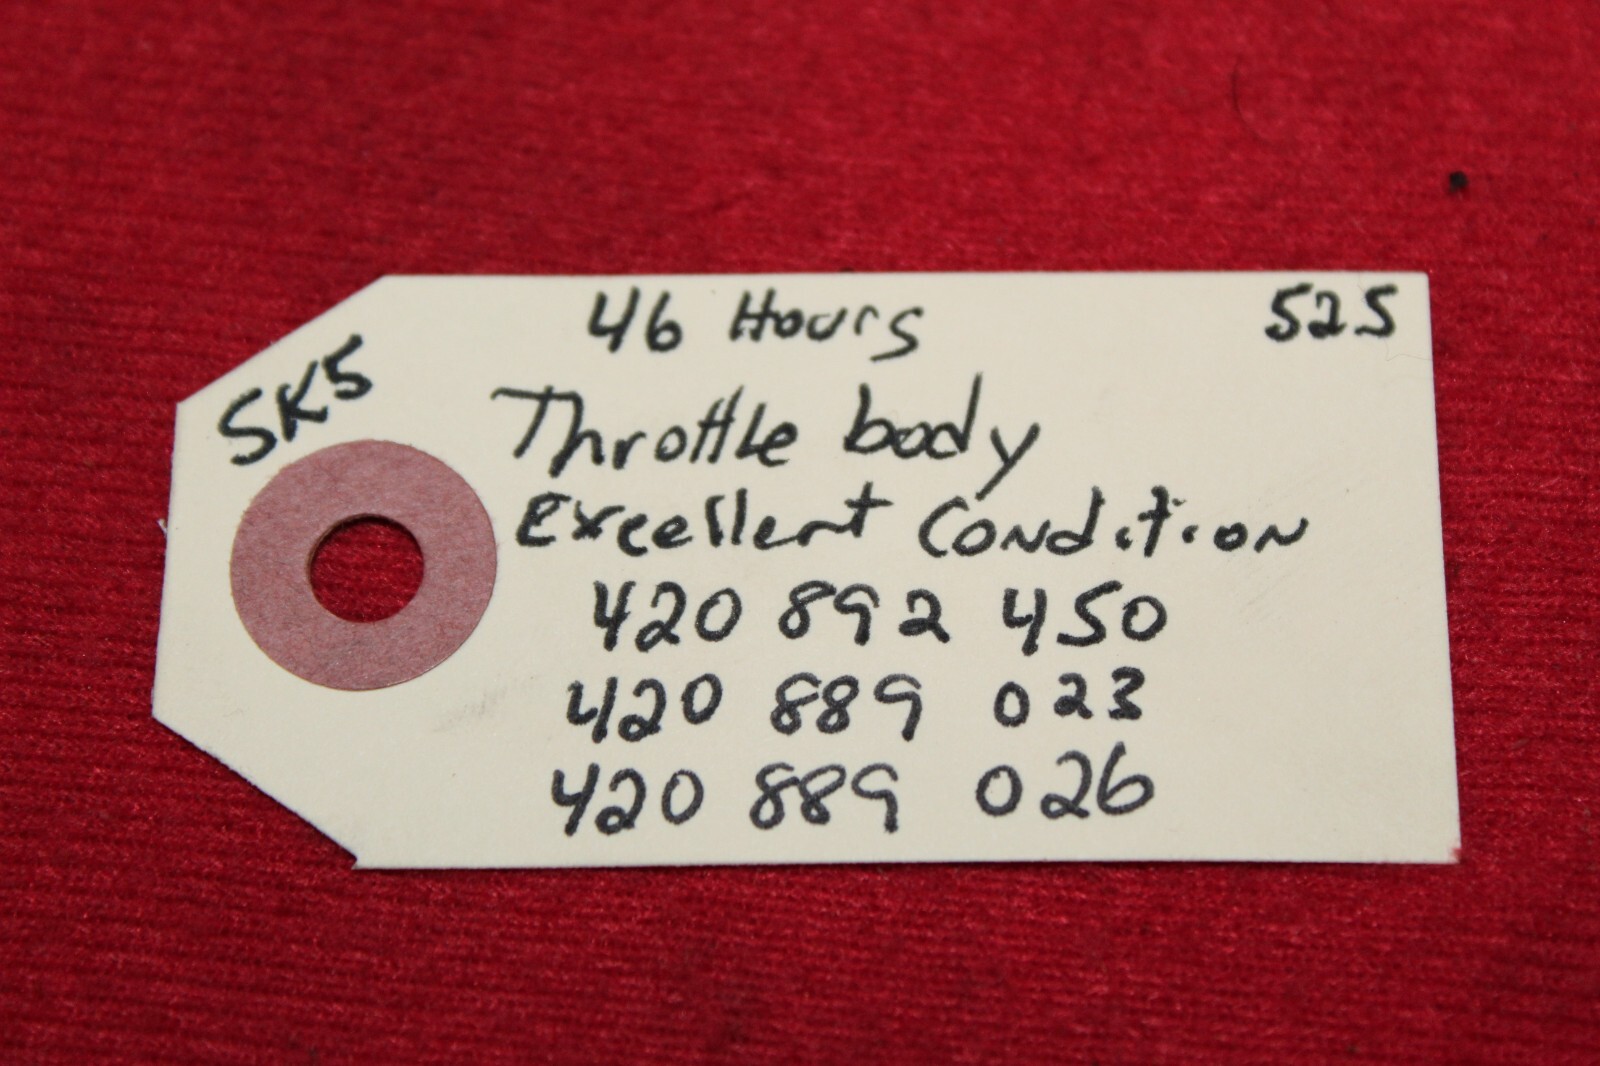 46 Hours 525
SK5
Throttle body
Excellent Condition
420 892 450
420 889 023
420 889 026